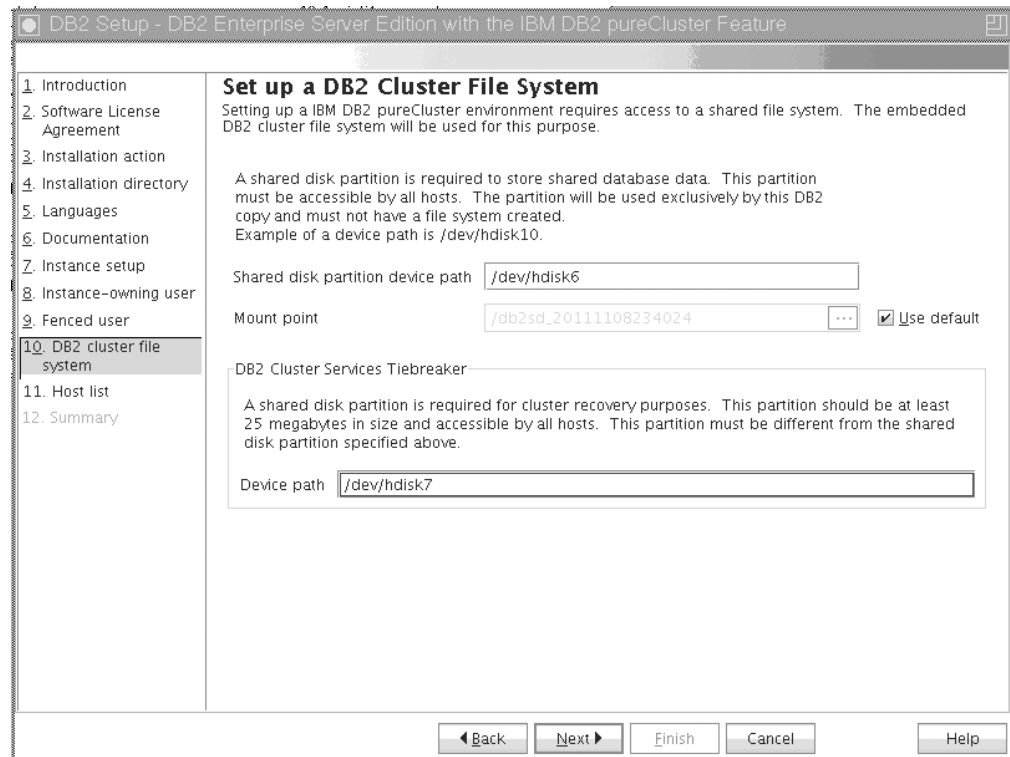 DB2 Setup - DB2 Enterprise Server Edition with the IBM DB2 pureCluster Feature
1. Introduction
2. Software License
Agreement
3. Installation action
4. Installation directory
5. Languages
6. Documentation
7. Instance setup
8. Instance-owning user
9. Fenced user
10. DB2 cluster file
system
11. Host list
12. Summary
Set up a DB2 Cluster File System
Setting up a IBM DB2 pureCluster environment requires access to a shared file system. The embedded
DB2 cluster file system will be used for this purpose.
A shared disk partition is required to store shared database data. This partition
must be accessible by all hosts. The partition will be used exclusively by this DB2
copy and must not have a file system created.
Example of a device path is /dev/hdisk10.
Shared disk partition device path /dev/hdisk6
Mount point /db2sd_20111108234024 ... Use default
DB2 Cluster Services Tiebreaker
A shared disk partition is required for cluster recovery purposes. This partition should be at least
25 megabytes in size and accessible by all hosts. This partition must be different from the shared
disk partition specified above.
Device path /dev/hdisk7
Back Next Finish Cancel Help